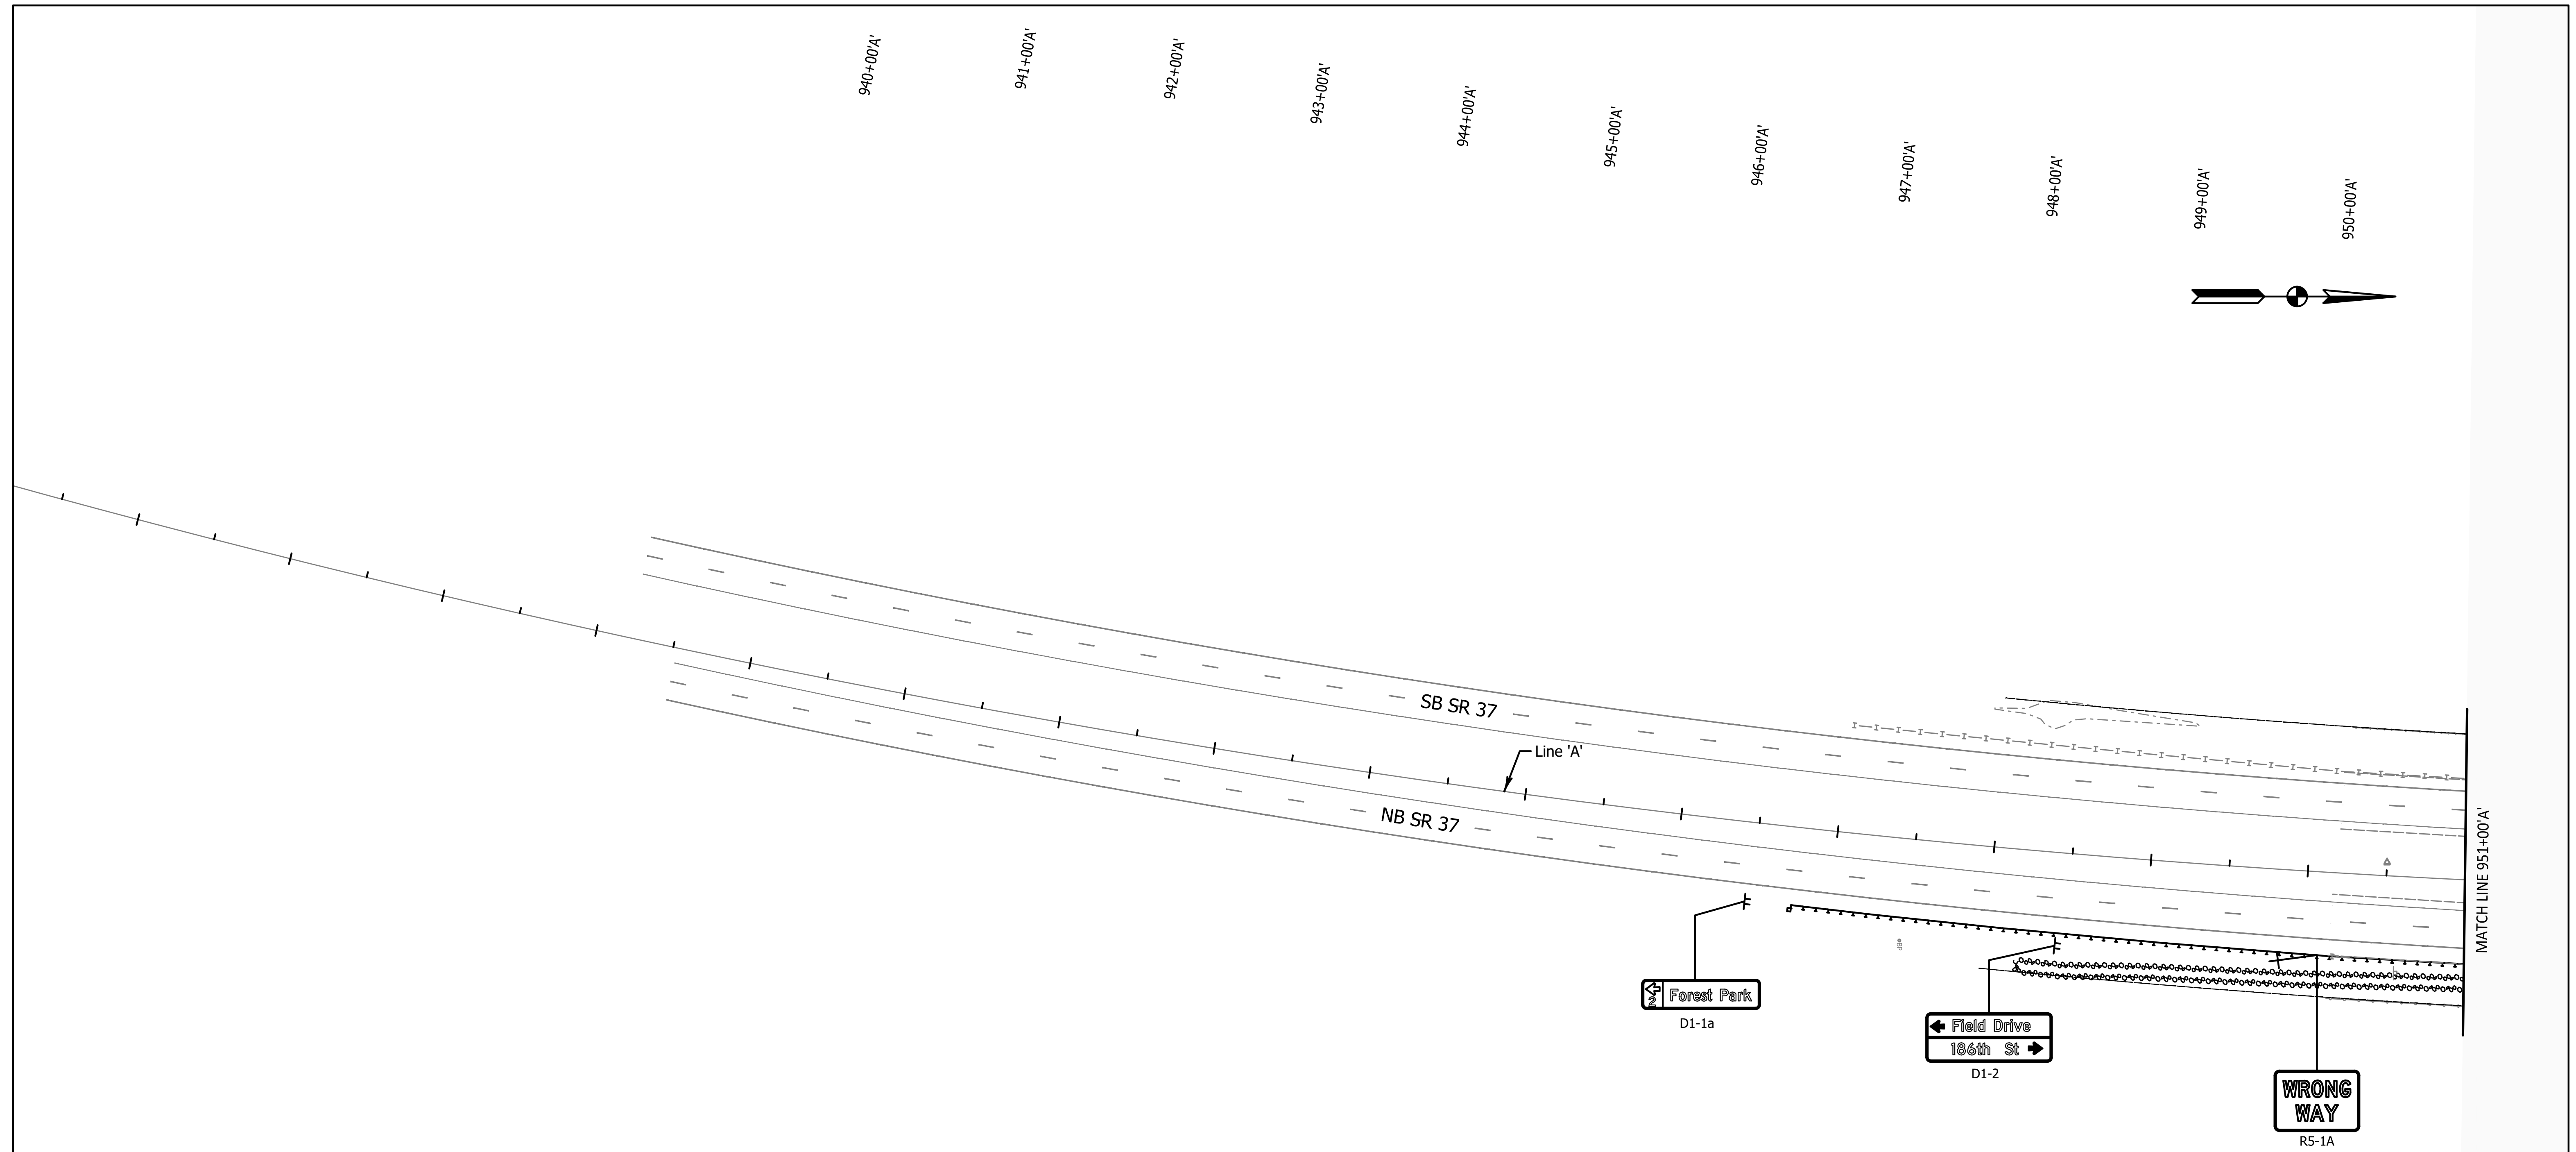 940+00'A'
941+00'A'
942+00'A'
943+00'A'
944+00'A'
945+00'A'
946+00'A'
947+00'A'
948+00'A'
949+00'A'
950+00'A'
SB SR 37
Line 'A'
NB SR 37
MATCH LINE 951+00'A'
2 Forest Park
D1-1a
Field Drive
186th St
D1-2
WRONG
WAY
R5-1A